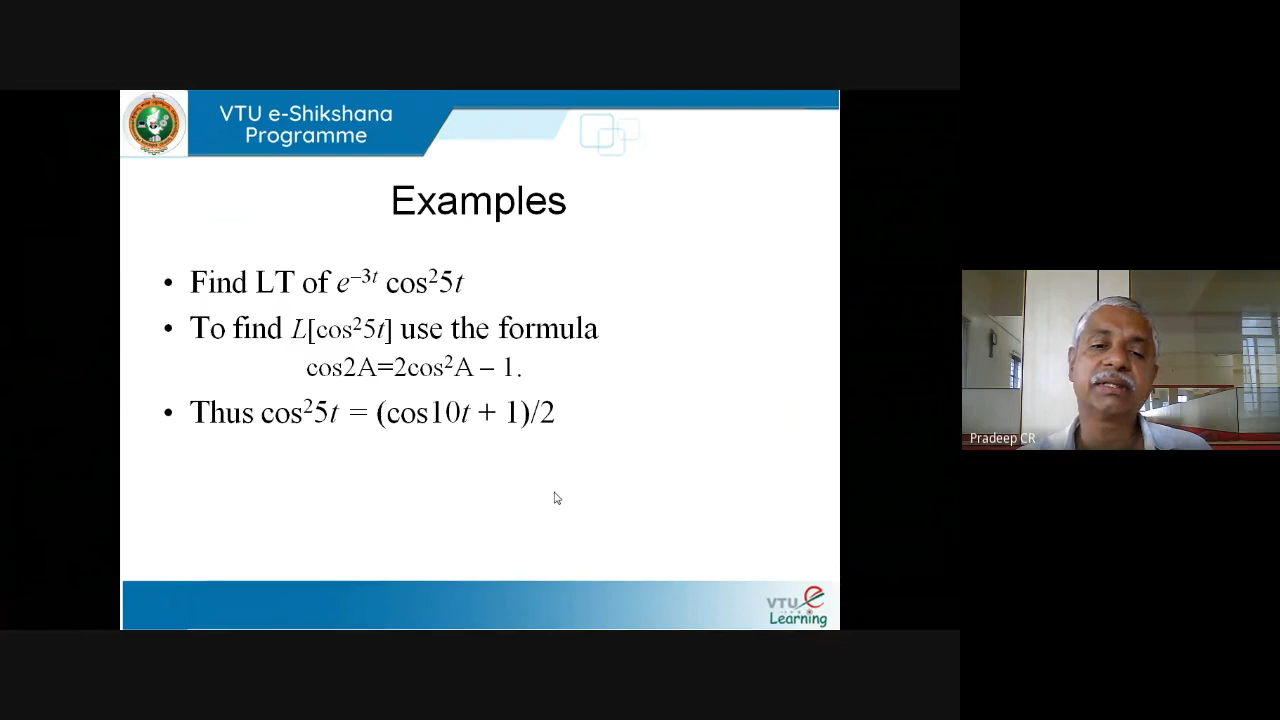 VTU e-Shikshana
Programme
Examples
• Find LT of e⁻³ᵗ cos²5t
• To find L[cos²5t] use the formula
cos2A=2cos²A – 1.
• Thus cos²5t = (cos10t + 1)/2
Pradeep CR
VTU e
Learning